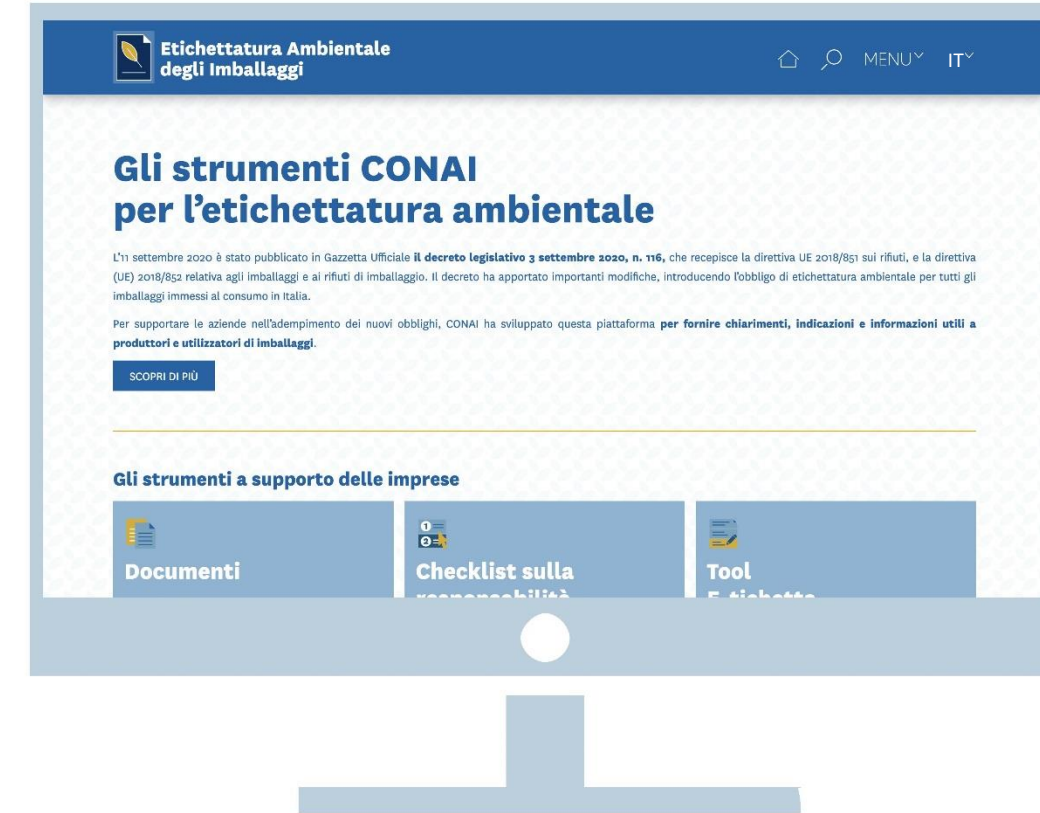 Etichettatura Ambientale
degli Imballaggi
MENU
IT
Gli strumenti CONAI
per l'etichettatura ambientale
L'11 settembre 2020 è stato pubblicato in Gazzetta Ufficiale il decreto legislativo 3 settembre 2020, n. 116, che recepisce la direttiva UE 2018/851 sui rifiuti, e la direttiva
(UE) 2018/852 relativa agli imballaggi e ai rifiuti di imballaggio. Il decreto ha apportato importanti modifiche, introducendo l'obbligo di etichettatura ambientale per tutti gli
imballaggi immessi al consumo in Italia.
Per supportare le aziende nell'adempimento dei nuovi obblighi, CONAI ha sviluppato questa piattaforma per fornire chiarimenti, indicazioni e informazioni utili a
produttori e utilizzatori di imballaggi.
SCOPRI DI PIÙ
Gli strumenti a supporto delle imprese
Documenti
1
2
Checklist sulla
responsabilità
Tool
E-tichetta